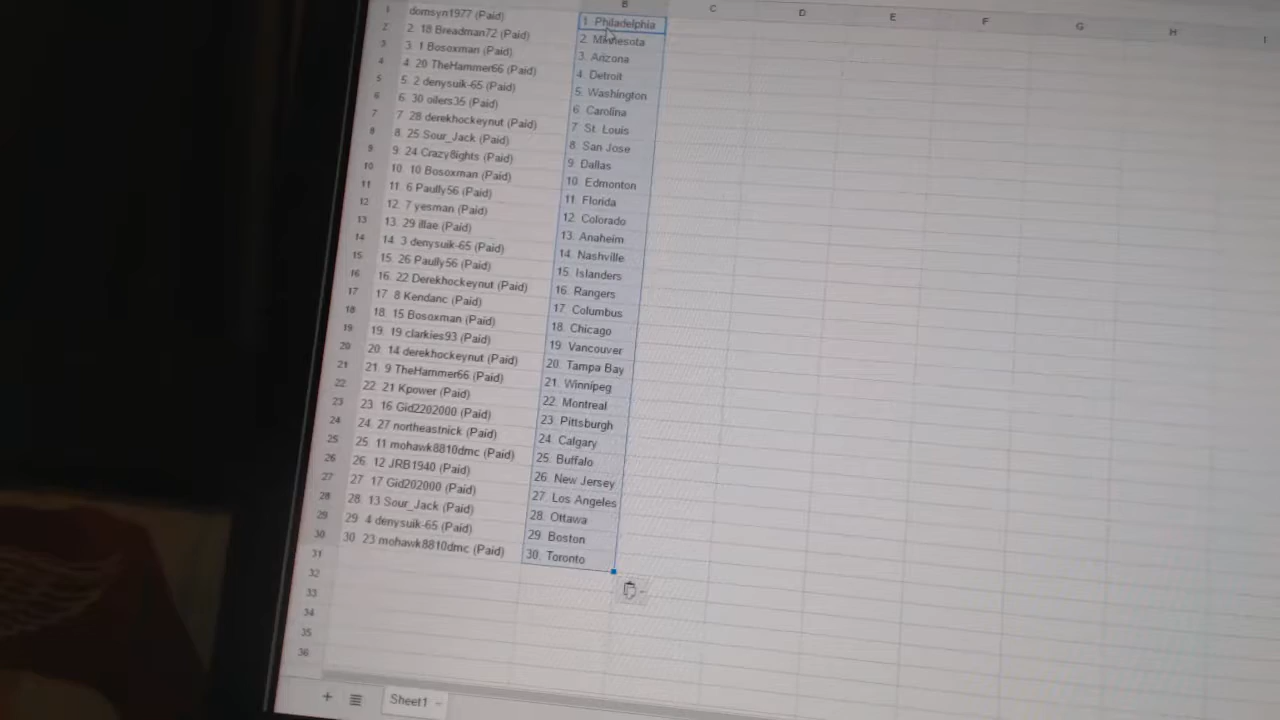 B C D E F G H I
1 domsyn1977 (Paid) 1. Philadelphia
2 2. 18 Breadman72 (Paid) 2. Minnesota
3 3. 1 Bosoxman (Paid) 3. Arizona
4 4. 20 TheHammer66 (Paid) 4. Detroit
5 5. 2 denysuik-65 (Paid) 5. Washington
6 6. 30 oilers35 (Paid) 6. Carolina
7 7. 28 derekhockeynut (Paid) 7. St. Louis
8 8. 25 Sour_Jack (Paid) 8. San Jose
9 9. 24 Crazy8ights (Paid) 9. Dallas
10 10. 10 Bosoxman (Paid) 10. Edmonton
11 11. 6 Paully56 (Paid) 11. Florida
12 12. 7 yesman (Paid) 12. Colorado
13 13. 29 illae (Paid) 13. Anaheim
14 14. 3 denysuik-65 (Paid) 14. Nashville
15 15. 26 Paully56 (Paid) 15. Islanders
16 16. 22 Derekhockeynut (Paid) 16. Rangers
17 17. 8 Kendanc (Paid) 17. Columbus
18 18. 15 Bosoxman (Paid) 18. Chicago
19 19. 19 clarkies93 (Paid) 19. Vancouver
20 20. 14 derekhockeynut (Paid) 20. Tampa Bay
21 21. 9 TheHammer66 (Paid) 21. Winnipeg
22 22. 21 Kpower (Paid) 22. Montreal
23 23. 16 Gid2202000 (Paid) 23. Pittsburgh
24 24. 27 northeastnick (Paid) 24. Calgary
25 25. 11 mohawk8810dmc (Paid) 25. Buffalo
26 26. 12 JRB1940 (Paid) 26. New Jersey
27 27. 17 Gid202000 (Paid) 27. Los Angeles
28 28. 13 Sour_Jack (Paid) 28. Ottawa
29 29. 4 denysuik-65 (Paid) 29. Boston
30 30. 23 mohawk8810dmc (Paid) 30. Toronto
31
32
33
34
35
36
Sheet1